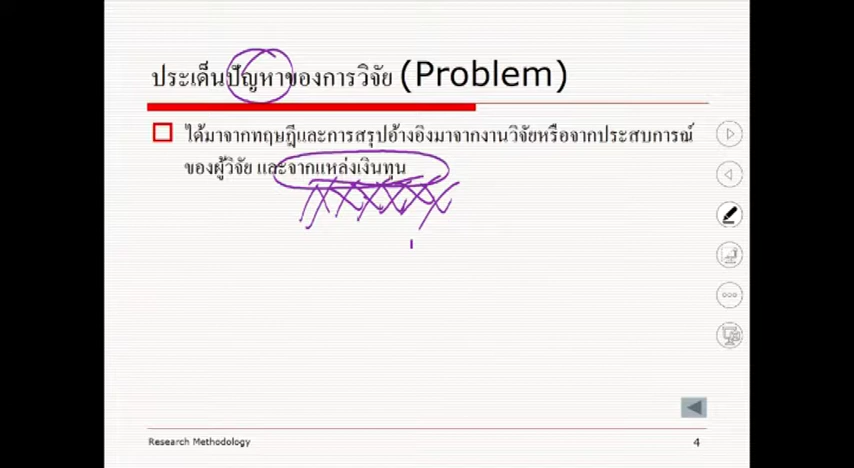 ประเด็นปัญหาของการวิจัย (Problem)
ได้มาจากทฤษฎีและการสรุปอ้างอิงมาจากงานวิจัยหรือจากประสบการณ์
ของผู้วิจัย และจากแหล่งเงินทุน
Research Methodology
4